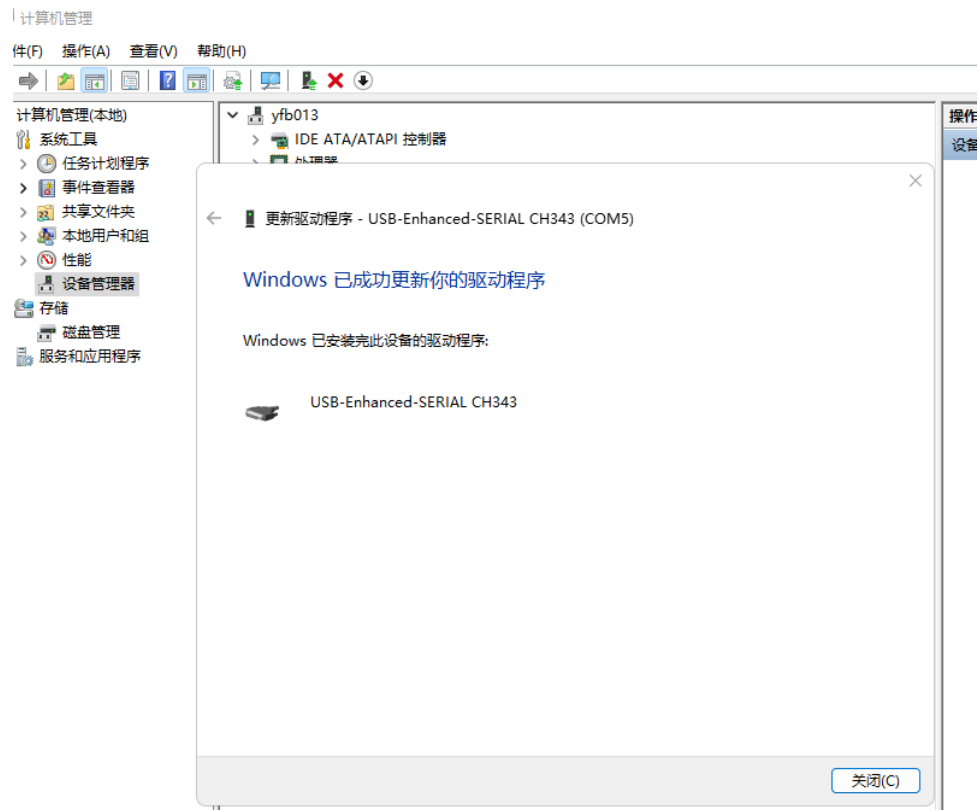 计算机管理
件(F) 操作(A) 查看(V) 帮助(H)
计算机管理(本地)
系统工具
任务计划程序
事件查看器
共享文件夹
本地用户和组
性能
设备管理器
存储
磁盘管理
服务和应用程序
yfb013
IDE ATA/ATAPI 控制器
处理器
操作
设备
更新驱动程序 - USB-Enhanced-SERIAL CH343 (COM5)
Windows 已成功更新你的驱动程序
Windows 已安装完此设备的驱动程序:
USB-Enhanced-SERIAL CH343
关闭(C)